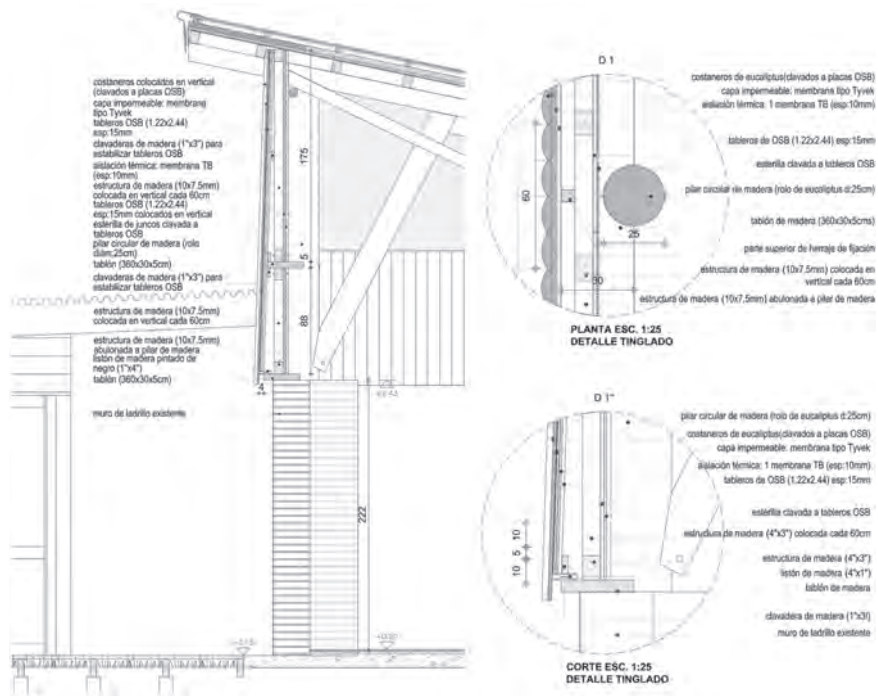 costaneros colocados en vertical
(clavados a placas OSB)
capa impermeable: membrana
tipo Tyvek
tableros OSB (1.22x2.44)
esp:15mm
clavaderas de madera (1"x3") para
estabilizar tableros OSB
aislación térmica: membrana TB
(esp:10mm)
estructura de madera (10x7.5mm)
colocada en vertical cada 60cm
tableros OSB (1.22x2.44)
esp:15mm colocados en vertical
esterilla de juncos clavada a
tableros OSB
pilar circular de madera (rolo
diám:25cm)
tablón (360x30x5cm)
clavaderas de madera (1"x3") para
estabilizar tableros OSB
estructura de madera (10x7.5mm)
colocada en vertical cada 60cm
estructura de madera (10x7.5mm)
abulonada a pilar de madera
listón de madera pintado de
negro (1"x4")
tablón (360x30x5cm)
muro de ladrillo existente
175
5
88
4
222
D 1
60
25
30
costaneros de eucaliptus(clavados a placas OSB)
capa impermeable: membrana tipo Tyvek
aislación térmica: 1 membrana TB (esp:10mm)
tableros de OSB (1.22x2.44) esp:15mm
esterilla clavada a tableros OSB
pilar circular de madera (rolo de eucaliptus d:25cm)
tablón de madera (360x30x5cms)
parte superior de herraje de fijación
estructura de madera (10x7,5mm) colocada en
vertical cada 60cm
estructura de madera (10x7,5mm) abulonada a pilar de madera
PLANTA ESC. 1:25
DETALLE TINGLADO
D 1"
10
5
10
pilar circular de madera (rolo de eucaliptus d:25cm)
costaneros de eucaliptus(clavados a placas OSB)
capa impermeable: membrana tipo Tyvek
aislación térmica: 1 membrana TB (esp:10mm)
tableros de OSB (1.22x2.44) esp:15mm
esterilla clavada a tableros OSB
estructura de madera (4"x3") colocada cada 60cm
estructura de madera (4"x3")
listón de madera (4"x1")
tablón de madera
clavadera de madera
muro de ladrillo existente
CORTE ESC. 1:25
DETALLE TINGLADO